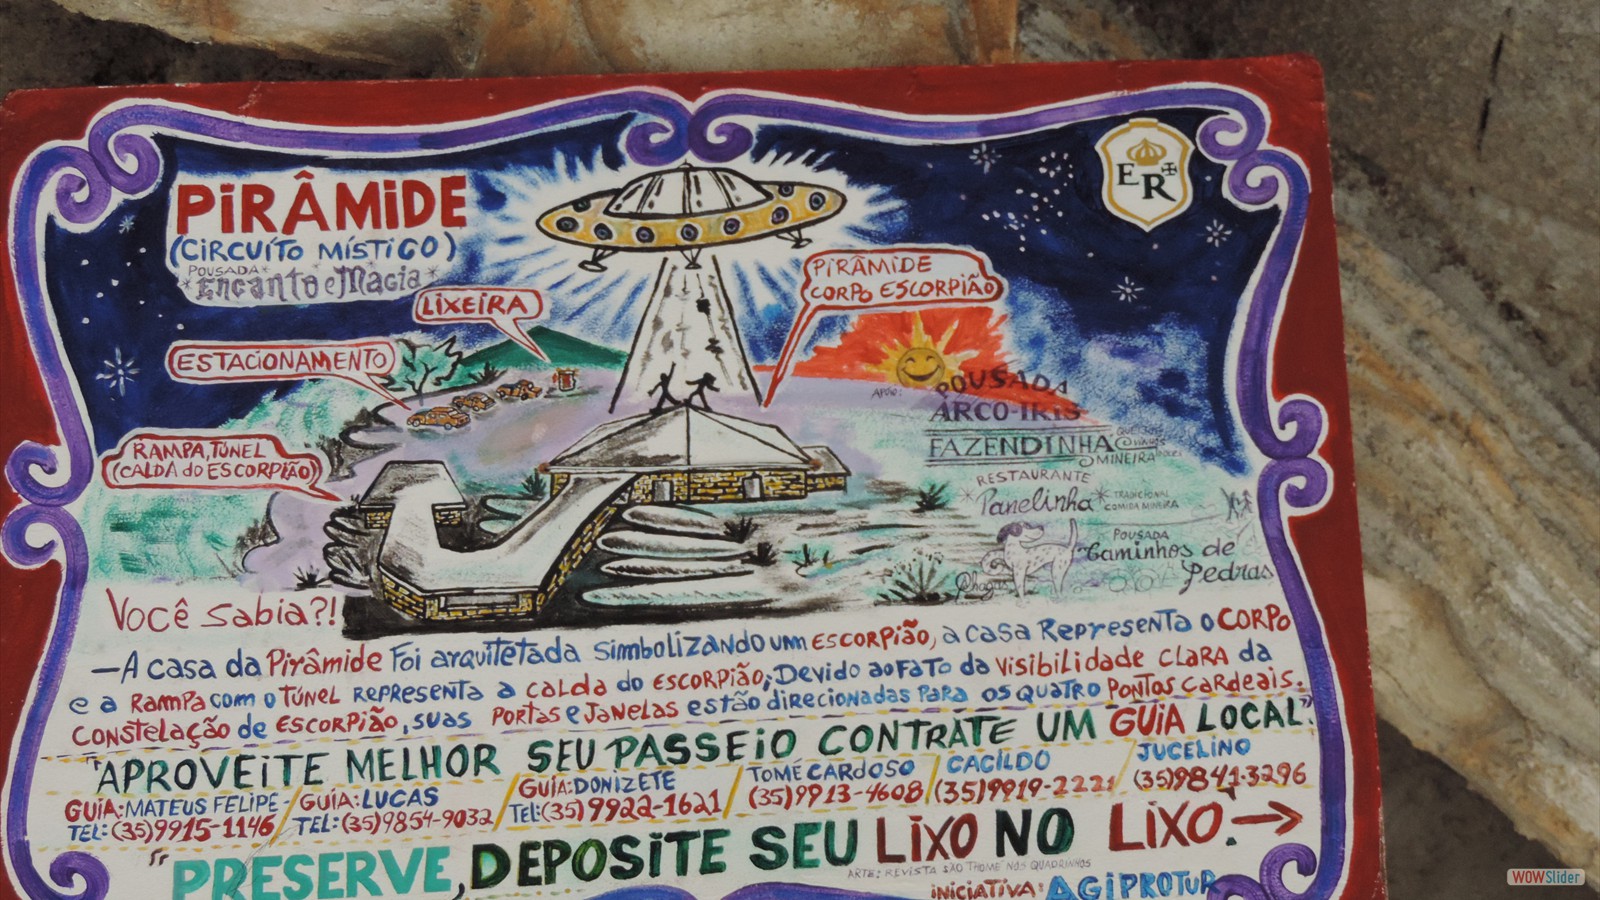 PIRÂMIDE
(CIRCUÍTO MÍSTICO)
POUSADA
Encanto e Magia
LIXEIRA
ESTACIONAMENTO
RAMPA, TÚNEL
(CALDA do ESCORPIÃO)
PIRÂMIDE
CORPO ESCORPIÃO
E R
APOIO:
POUSADA
ARCO-IRIS
FAZENDINHA
MINEIRA
RESTAURANTE
Panelinha
TRADICIONAL
COMIDA MINEIRA
POUSADA
Caminhos de
Pedras
Chagas
Você sabia?!
—A casa da Pirâmide Foi arquitetada simbolizando um ESCORPIÃO, a casa Representa o CORPO
e a RAMPA com o TÚNEL REPRESENTA a CALDA do ESCORPIÃO; Devido ao FATO da VISIBILIDADE CLARA da
CONSTELAÇÃO de ESCORPIÃO, suas PORTAS e JANELAS estão direcionadas PARA os QUATRO PONTOS CARDEAIS.
"APROVEITE MELHOR SEU PASSEIO CONTRATE UM GUIA LOCAL."
GUIA: MATEUS FELIPE-
TEL: (35)9915-1146
GUIA: LUCAS
TEL: (35)9854-9032
GUIA: DONIZETE
Tel: (35)9922-1621
TOMÉ CARDOSO
(35)9913-4608
CACILDO
(35)9919-2221
JUCELINO
(35)9841-3296
"PRESERVE, DEPOSITE SEU LIXO NO LIXO.→
ARTE: REVISTA SÃO THOMÉ NOS QUADRINHOS
INICIATIVA: AGIPROTUR
WOWSlider